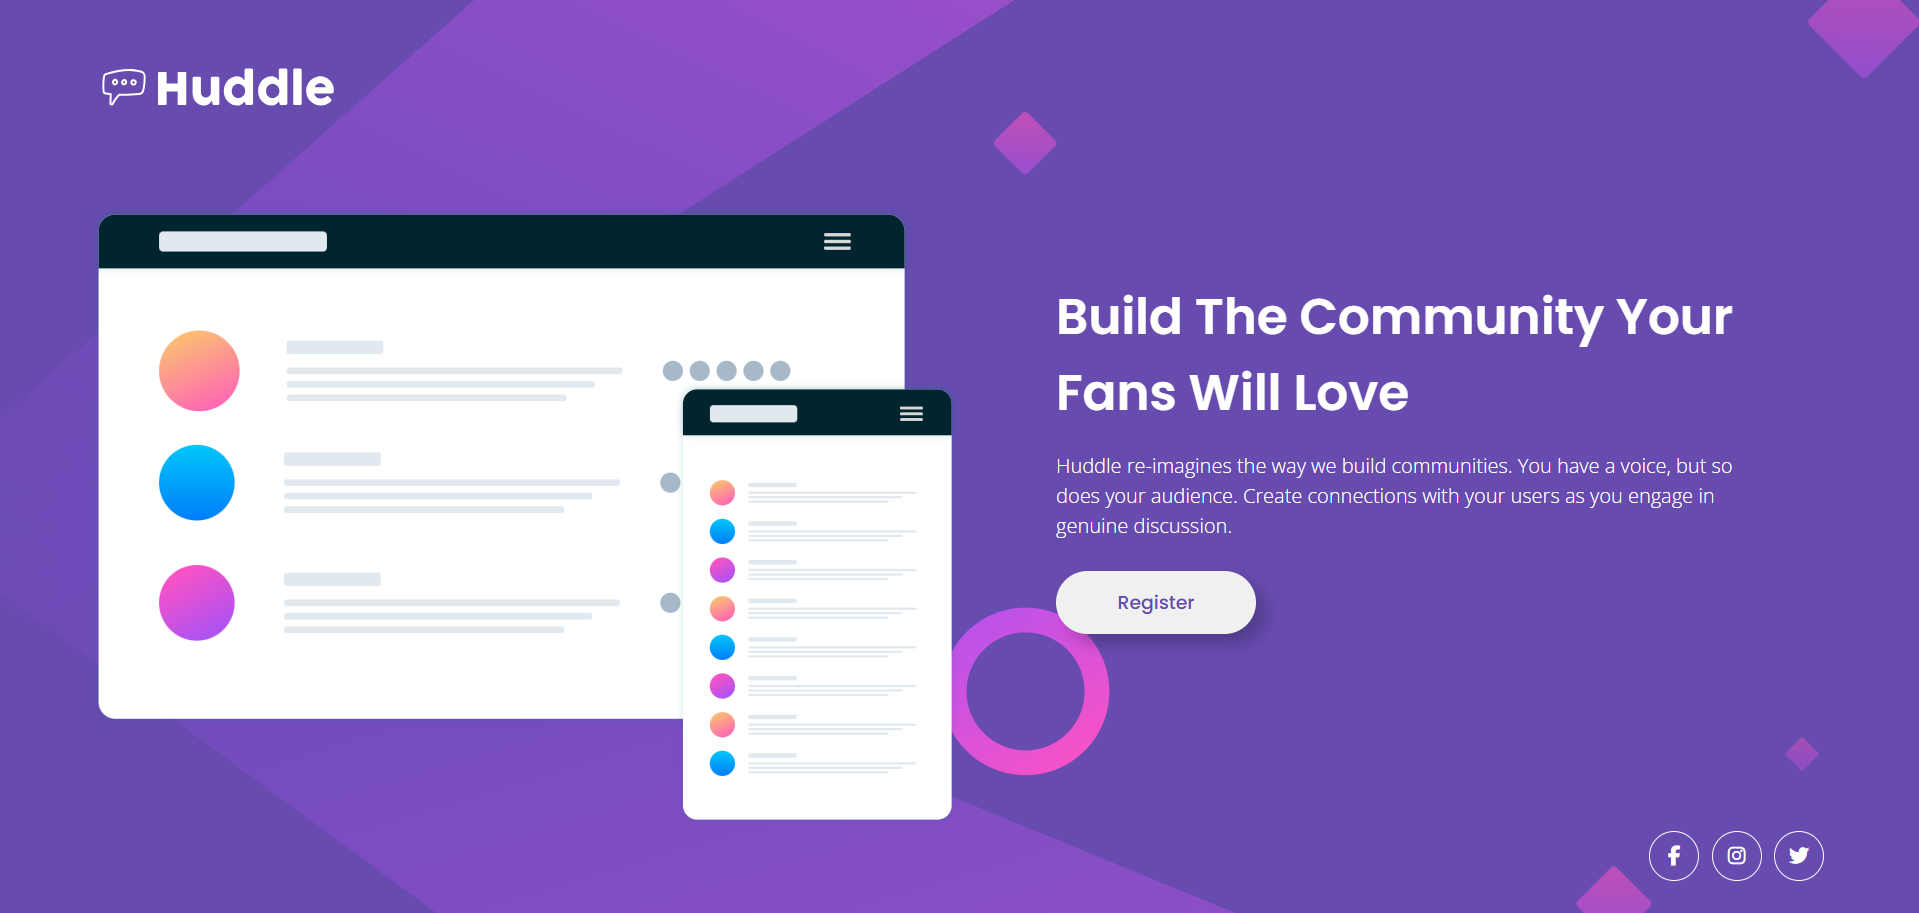 Huddle
Build The Community Your
Fans Will Love
Huddle re-imagines the way we build communities. You have a voice, but so
does your audience. Create connections with your users as you engage in
genuine discussion.
Register